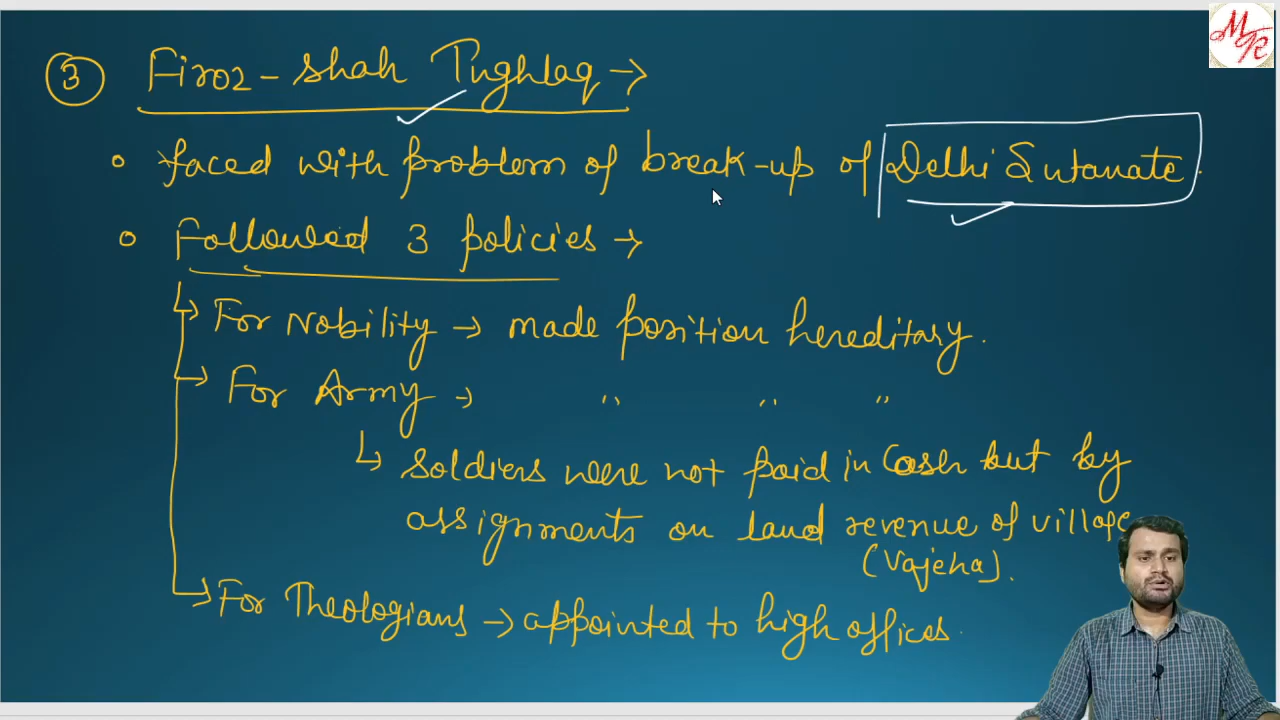 MR
③ Firoz-shah Tughlaq →
• faced with problem of break-up of Delhi Sutanate.
• Followed 3 policies →
↳ For Nobility → made position hereditary.
→ For Army → " " "
↳ soldiers were not paid in Cash but by
assignments on land revenue of village
(Vajeha).
→ For Theologians → appointed to high offices.